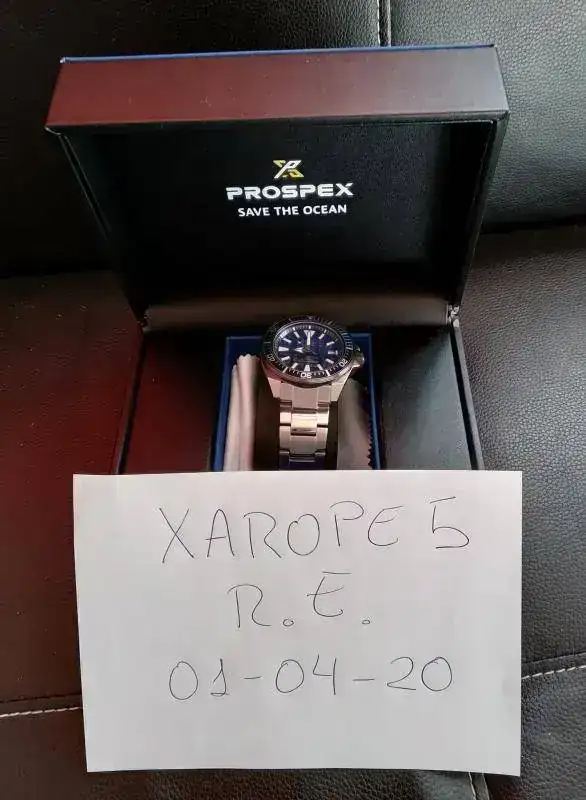 PROSPEX
SAVE THE OCEAN
XAROPE 5
R.E.
01-04-20